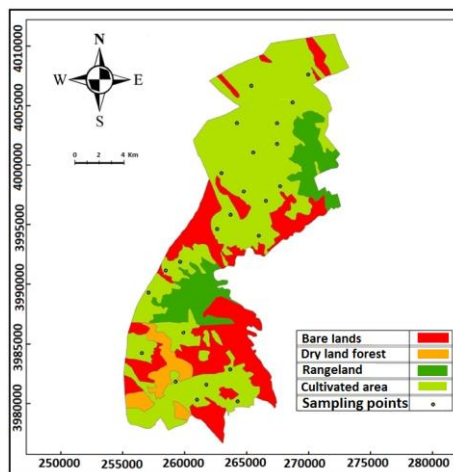 N
W E
S
0 2 4 Km
4010000
4005000
4000000
3995000
3990000
3985000
3980000
Bare lands
Dry land forest
Rangeland
Cultivated area
Sampling points
250000 255000 260000 265000 270000 275000 280000